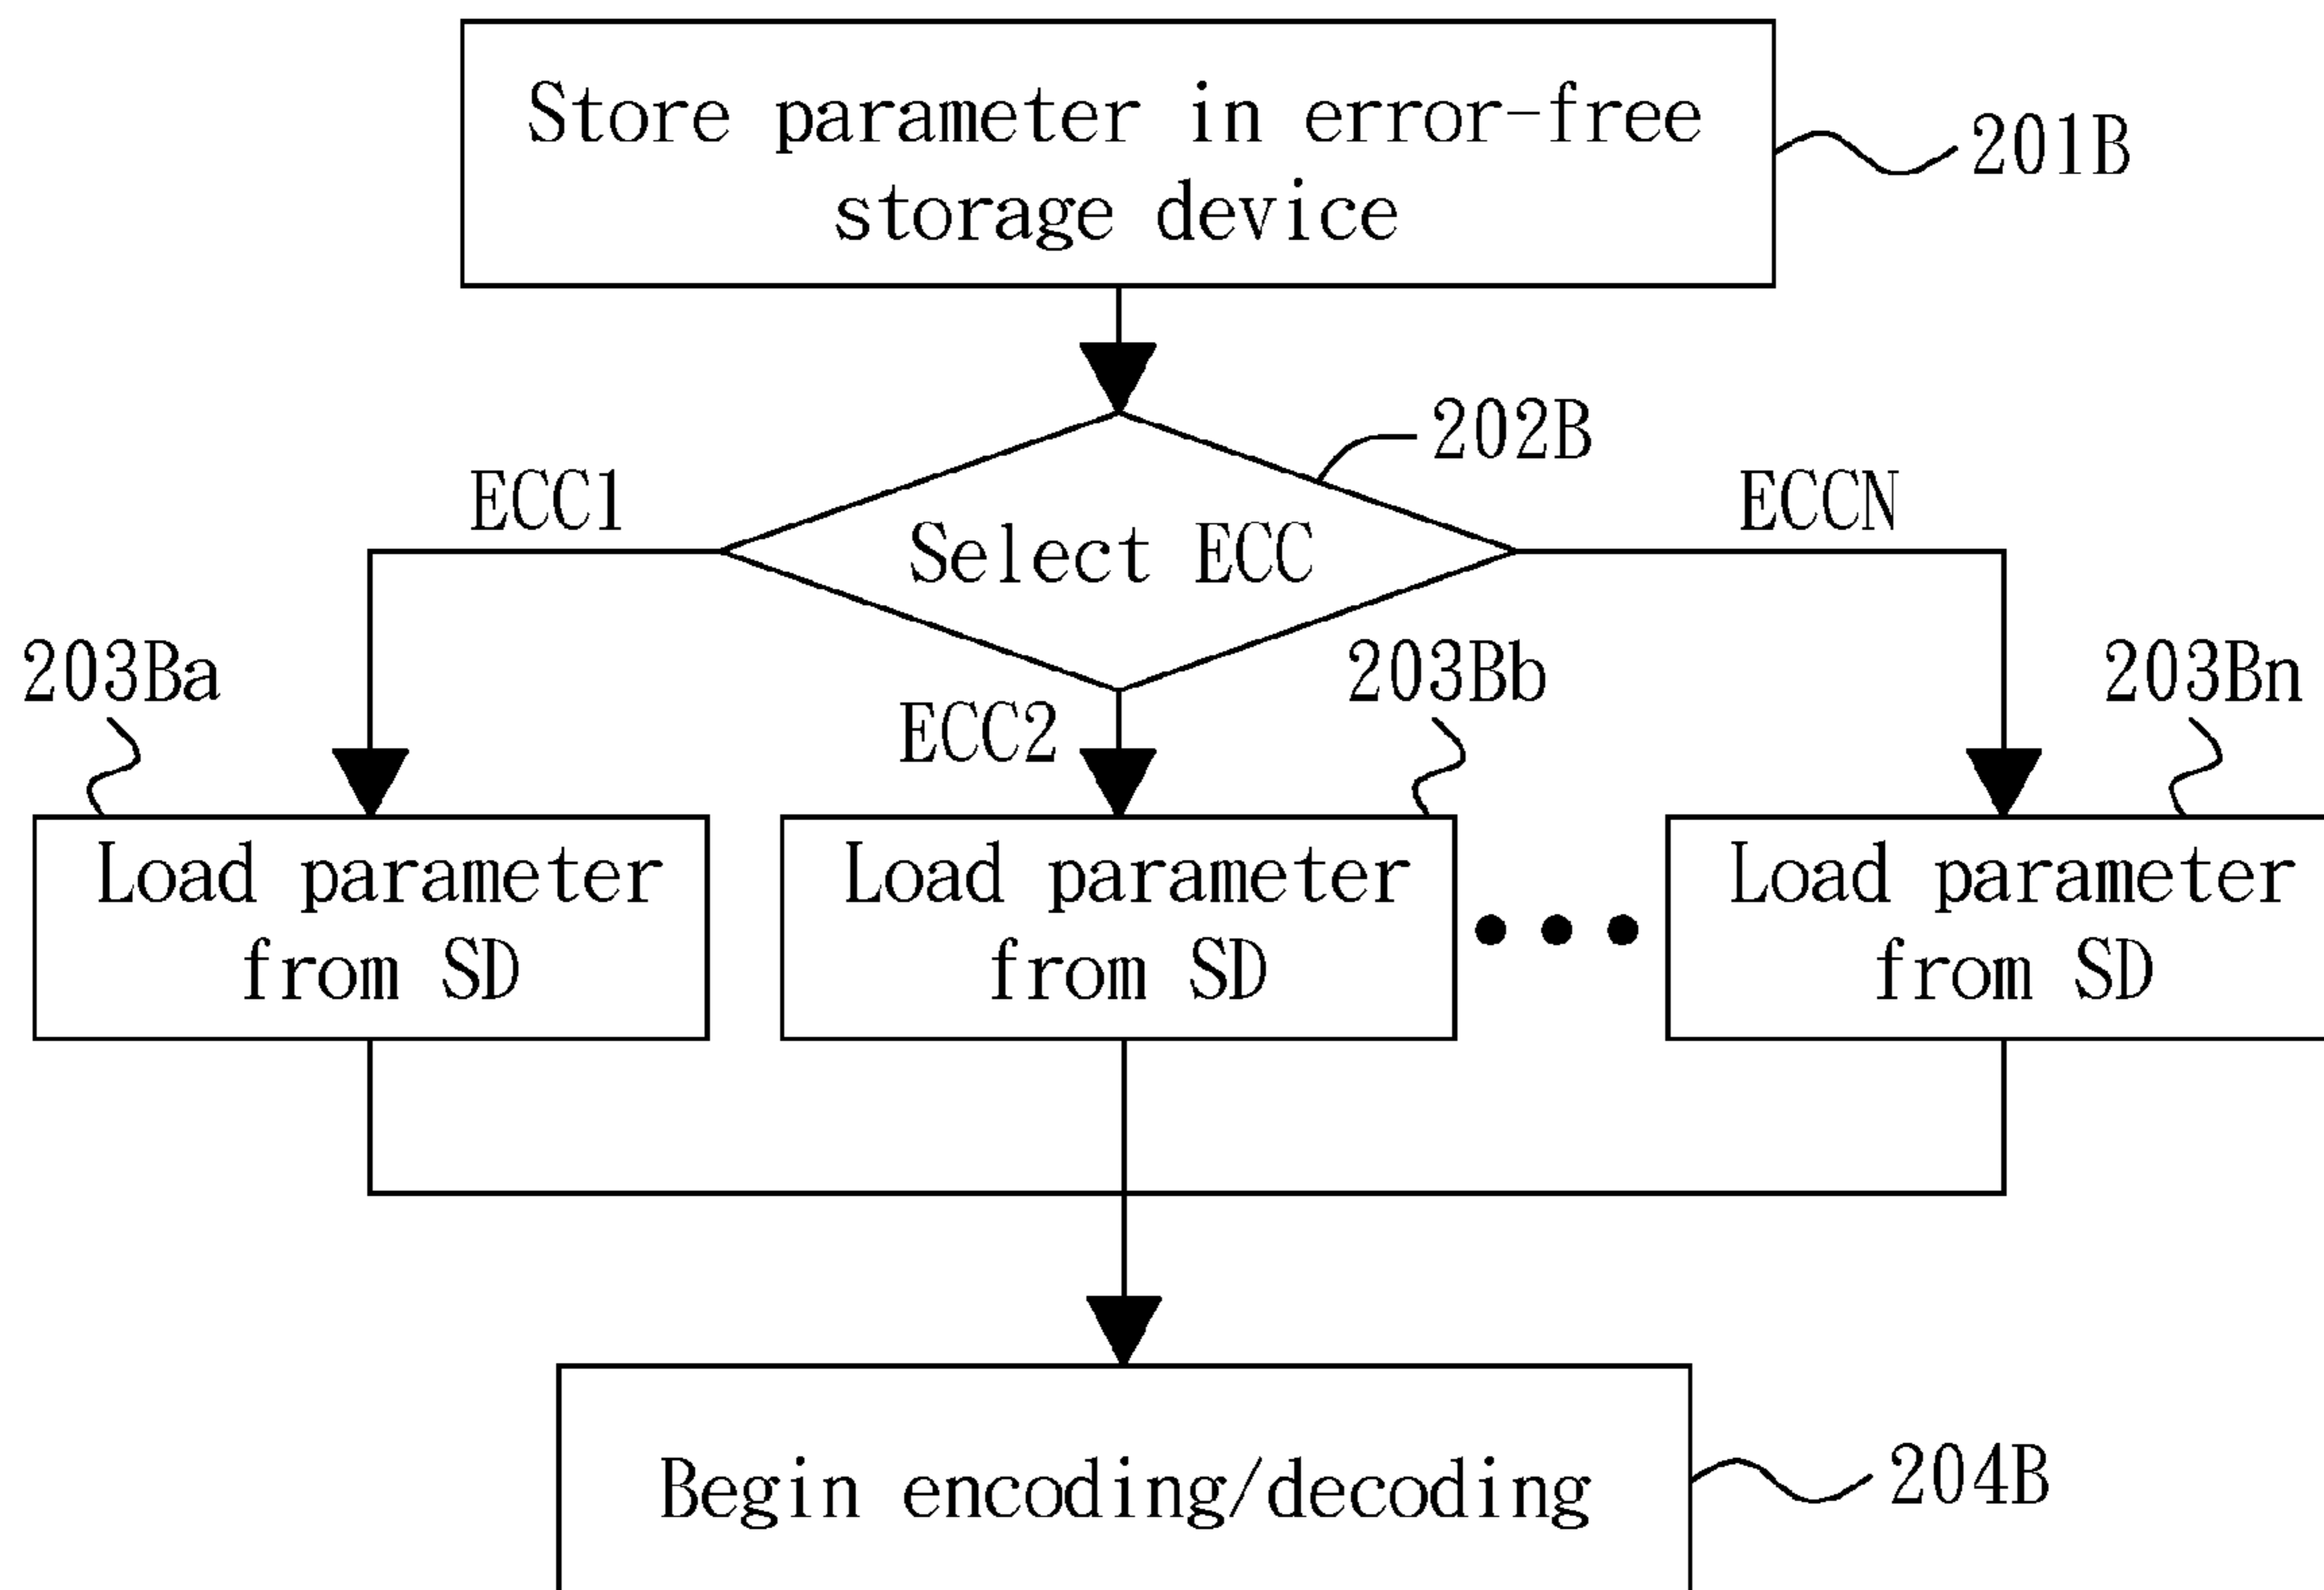 Store parameter in error-free
storage device
201B
202B
ECC1
ECCN
Select ECC
203Ba
203Bb
203Bn
ECC2
Load parameter
from SD
Load parameter
from SD
Load parameter
from SD
Begin encoding/decoding
204B